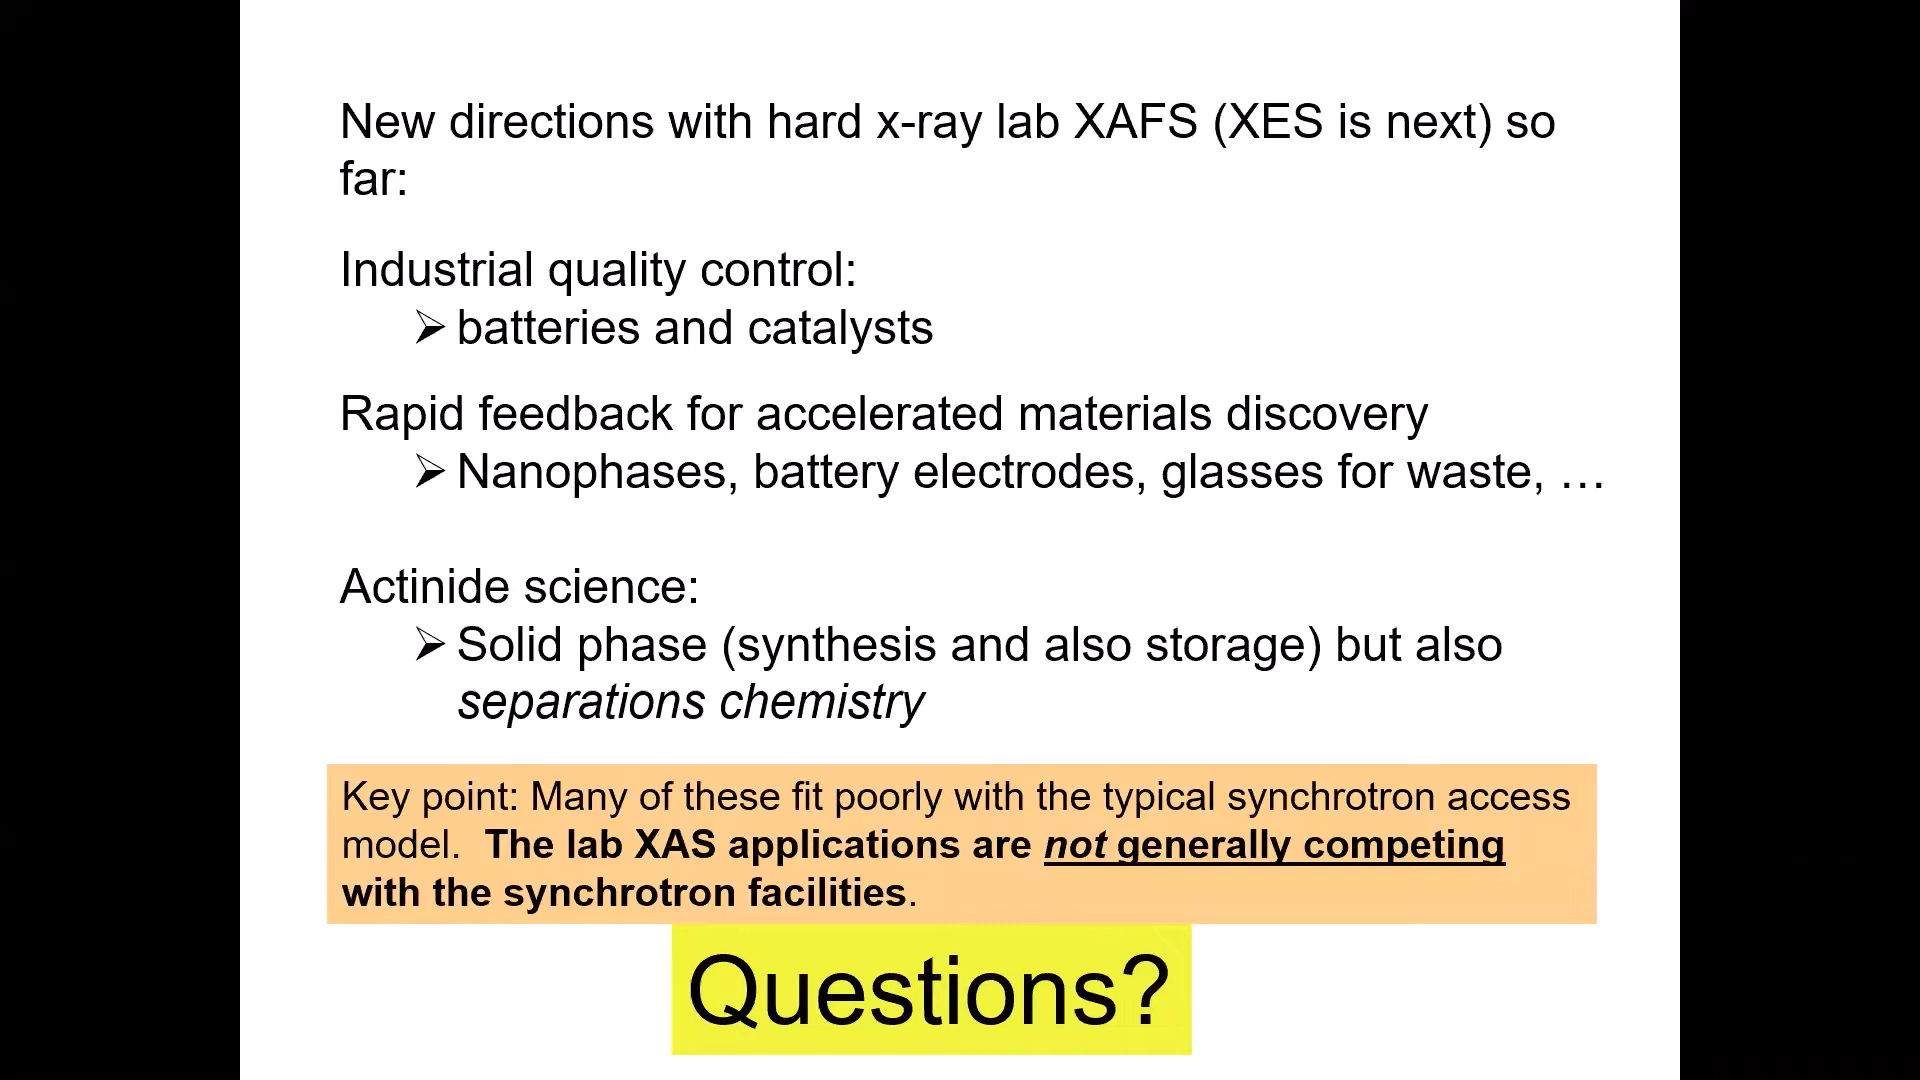 New directions with hard x-ray lab XAFS (XES is next) so
far:
Industrial quality control:
➢ batteries and catalysts
Rapid feedback for accelerated materials discovery
➢ Nanophases, battery electrodes, glasses for waste, …
Actinide science:
➢ Solid phase (synthesis and also storage) but also
separations chemistry
Key point: Many of these fit poorly with the typical synchrotron access
model. The lab XAS applications are not generally competing
with the synchrotron facilities.
Questions?